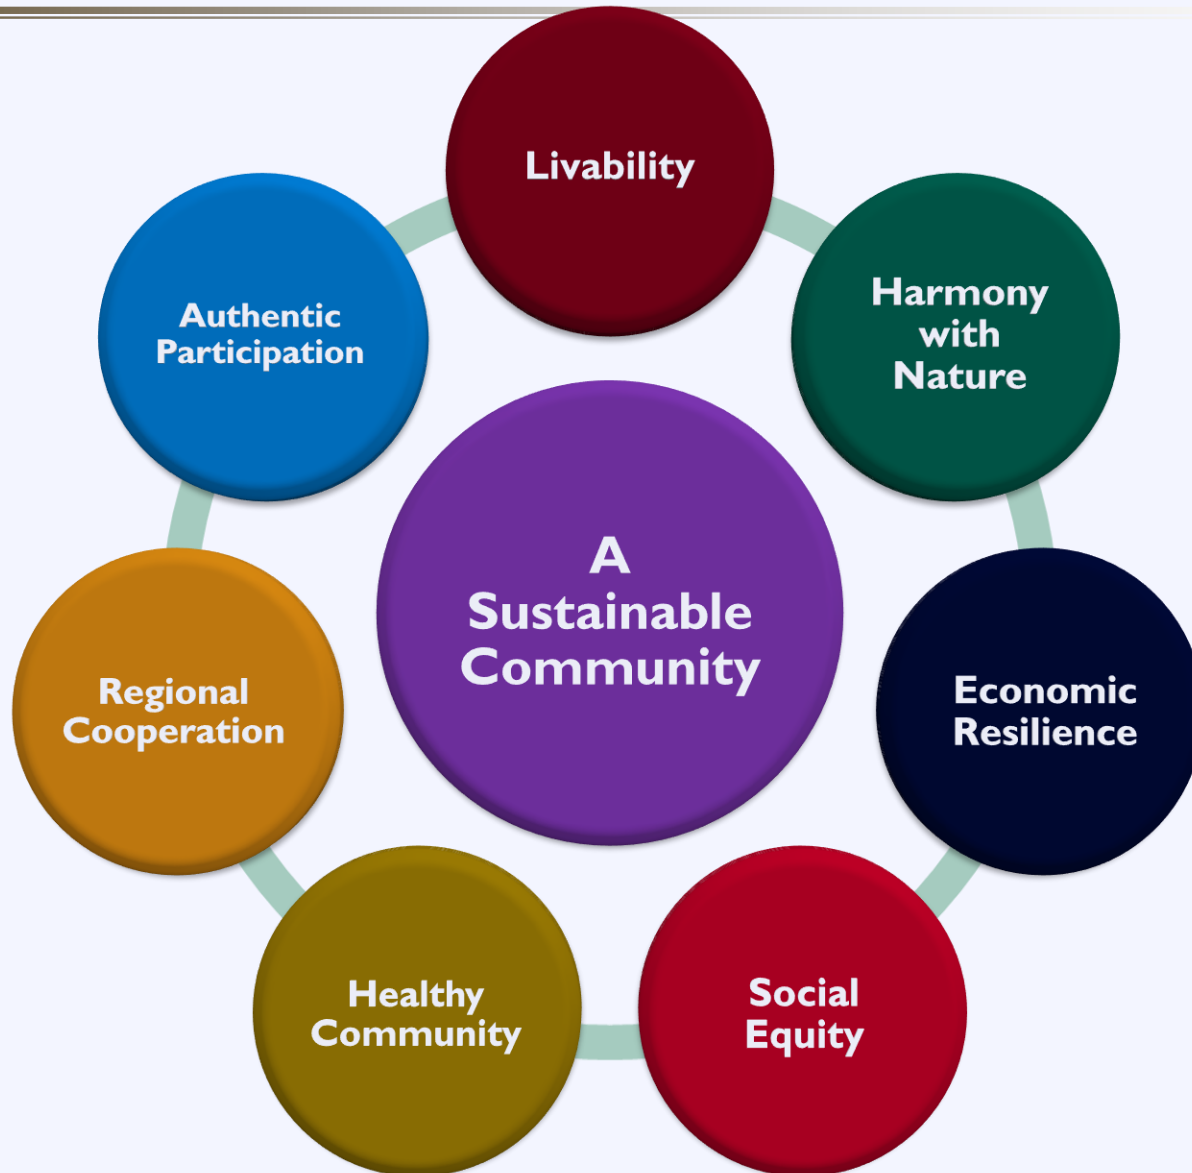 Livability
Harmony
with
Nature
Economic
Resilience
Social
Equity
Healthy
Community
Regional
Cooperation
Authentic
Participation
A
Sustainable
Community